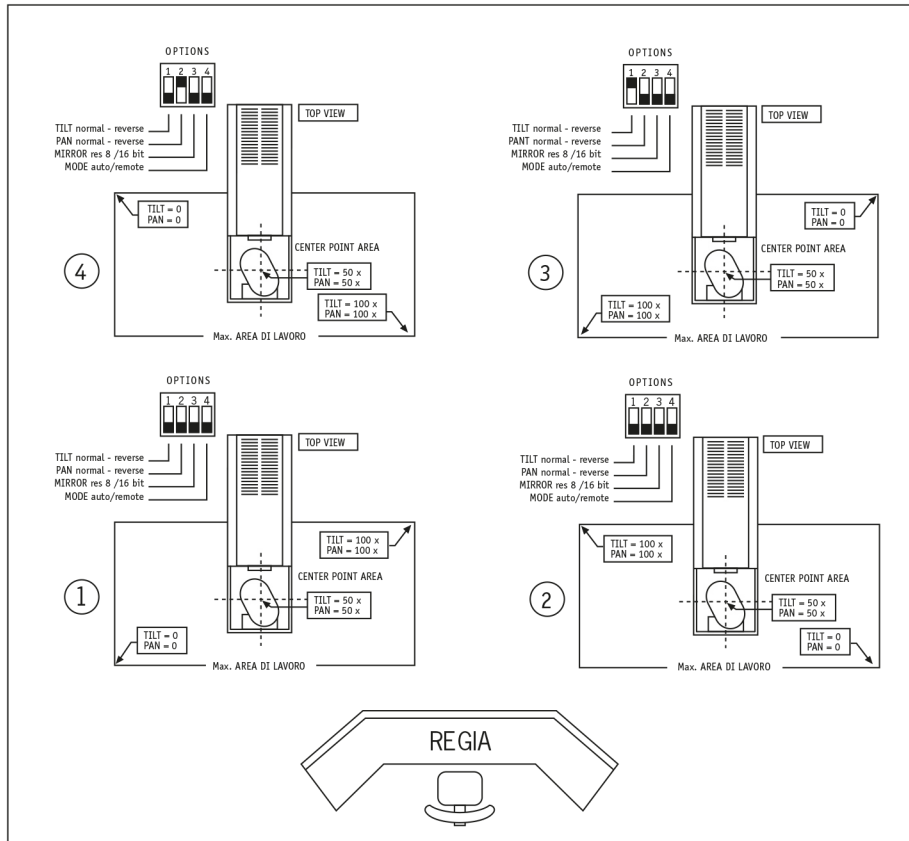 OPTIONS
1 2 3 4
TILT normal - reverse
PAN normal - reverse
MIRROR res 8 /16 bit
MODE auto/remote
TOP VIEW
TILT = 0
PAN = 0
4
CENTER POINT AREA
TILT = 50 x
PAN = 50 x
TILT = 100 x
PAN = 100 x
Max. AREA DI LAVORO
OPTIONS
1 2 3 4
TILT normal - reverse
PANT normal - reverse
MIRROR res 8 /16 bit
MODE auto/remote
TOP VIEW
TILT = 0
PAN = 0
3
CENTER POINT AREA
TILT = 50 x
PAN = 50 x
TILT = 100 x
PAN = 100 x
Max. AREA DI LAVORO
OPTIONS
1 2 3 4
TILT normal - reverse
PAN normal - reverse
MIRROR res 8 /16 bit
MODE auto/remote
TOP VIEW
TILT = 100 x
PAN = 100 x
1
CENTER POINT AREA
TILT = 50 x
PAN = 50 x
TILT = 0
PAN = 0
Max. AREA DI LAVORO
OPTIONS
1 2 3 4
TILT normal - reverse
PAN normal - reverse
MIRROR res 8 /16 bit
MODE auto/remote
TOP VIEW
TILT = 100 x
PAN = 100 x
2
CENTER POINT AREA
TILT = 50 x
PAN = 50 x
TILT = 0
PAN = 0
Max. AREA DI LAVORO
REGIA